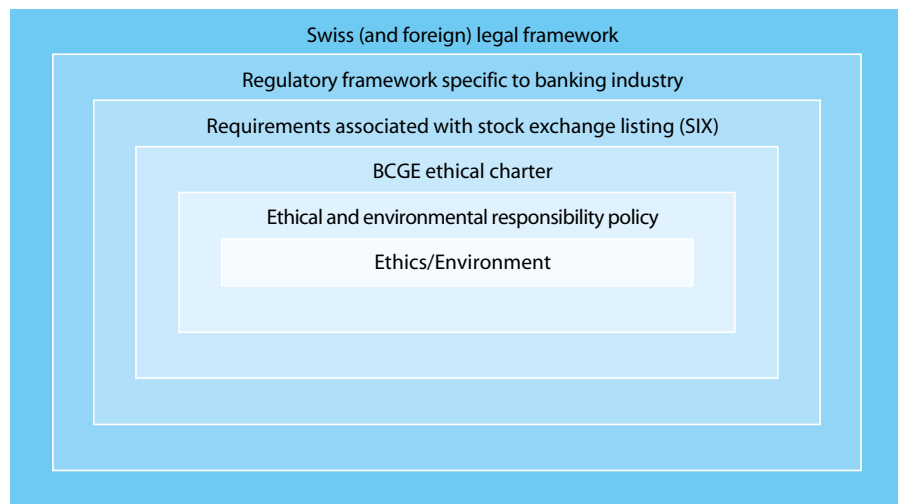 Swiss (and foreign) legal framework
Regulatory framework specific to banking industry
Requirements associated with stock exchange listing (SIX)
BCGE ethical charter
Ethical and environmental responsibility policy
Ethics/Environment